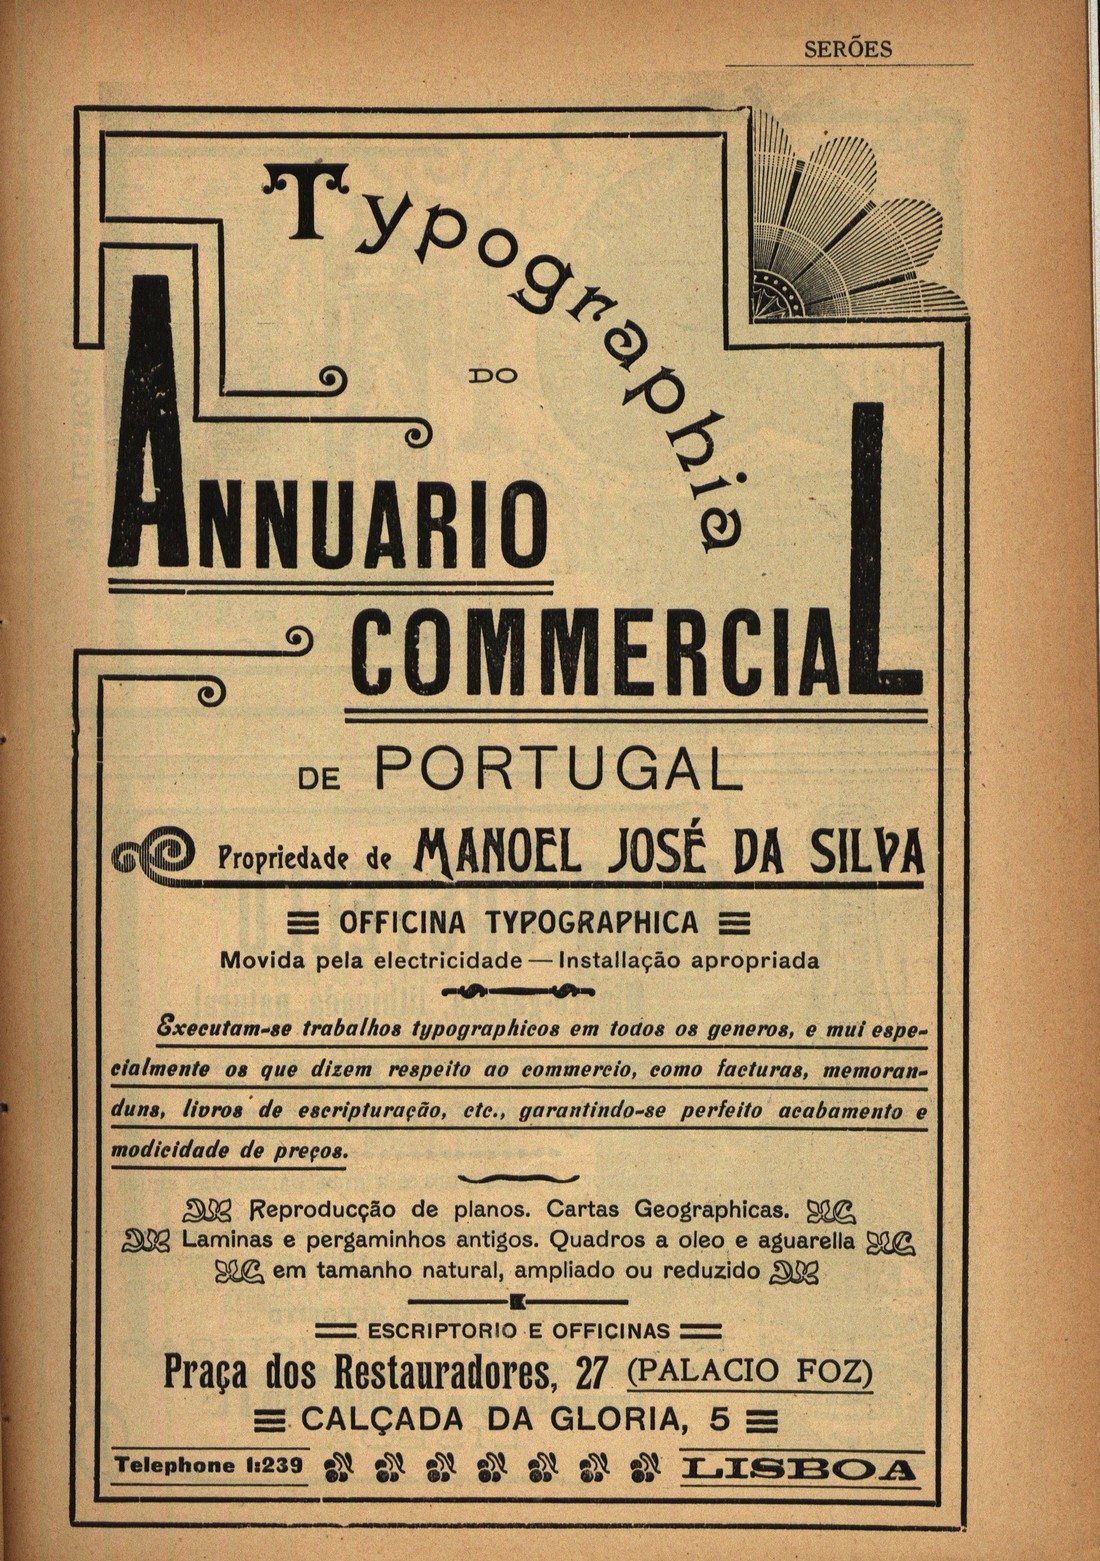 SERÕES
Typographia
DO
ANNUARIO
COMMERCIAL
DE PORTUGAL
Propriedade de MANOEL JOSÉ DA SILVA
OFFICINA TYPOGRAPHICA
Movida pela electricidade — Installação apropriada
Executam-se trabalhos typographicos em todos os generos, e mui espe-
cialmente os que dizem respeito ao commercio, como facturas, memoran-
duns, livros de escripturação, etc., garantindo-se perfeito acabamento e
modicidade de preços.
Reproducção de planos. Cartas Geographicas.
Laminas e pergaminhos antigos. Quadros a oleo e aguarella
em tamanho natural, ampliado ou reduzido
ESCRIPTORIO E OFFICINAS
Praça dos Restauradores, 27 (PALACIO FOZ)
CALÇADA DA GLORIA, 5
Telephone 1:239 LISBOA